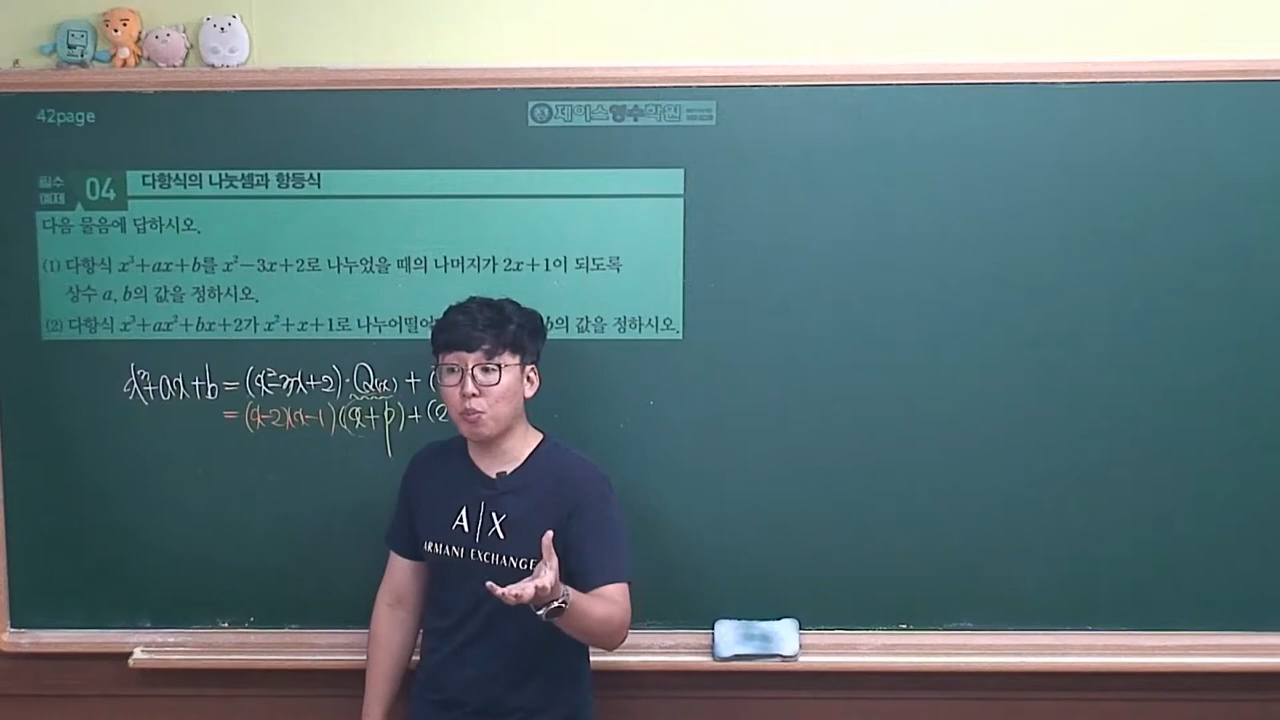 42page
제이스영수학원
필수 예제 04 다항식의 나눗셈과 항등식
다음 물음에 답하시오.
(1) 다항식 x³+ax+b를 x²−3x+2로 나누었을 때의 나머지가 2x+1이 되도록
상수 a, b의 값을 정하시오.
(2) 다항식 x³+ax²+bx+2가 x²+x+1로 나누어떨어 b의 값을 정하시오.
x³+ax+b=(x²-3x+2)·Q(x)+(
=(x-2)(x-1)(x+p)+(2
A|X
ARMANI EXCHANGE